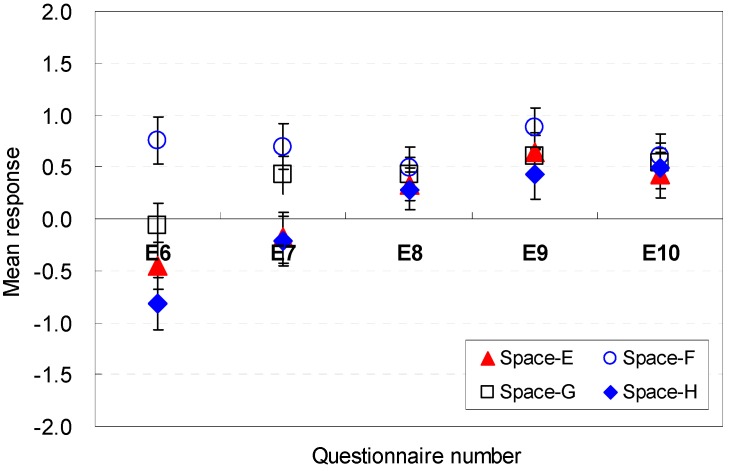 2.0
1.5
1.0
0.5
0.0
-0.5
-1.0
-1.5
-2.0
Mean response
E6 E7 E8 E9 E10
Space-E Space-F
Space-G Space-H
Questionnaire number